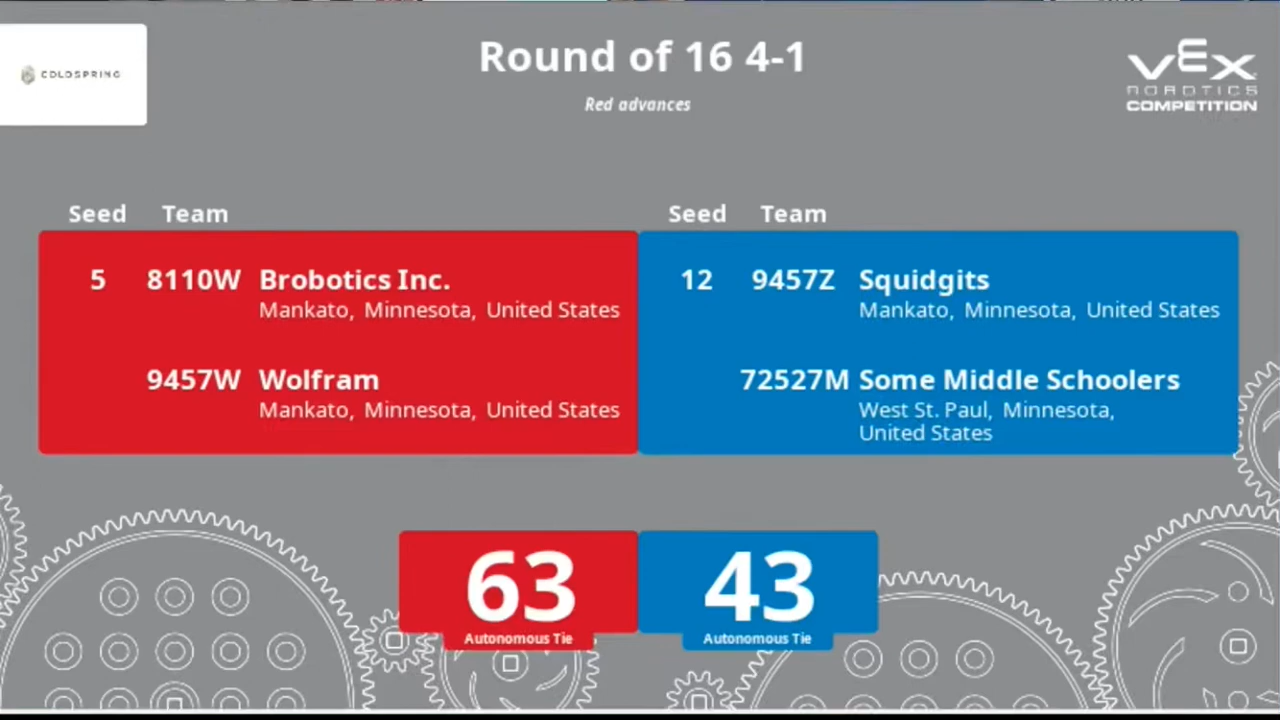 COLDSPRING
Round of 16 4-1
Red advances
VEX
ROBOTICS
COMPETITION
Seed Team
5 8110W Brobotics Inc.
Mankato, Minnesota, United States
9457W Wolfram
Mankato, Minnesota, United States
Seed Team
12 9457Z Squidgits
Mankato, Minnesota, United States
72527M Some Middle Schoolers
West St. Paul, Minnesota,
United States
63
Autonomous Tie
43
Autonomous Tie